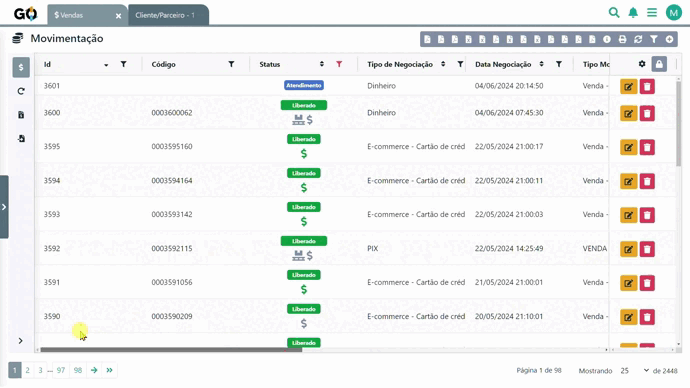 GO
$ Vendas ×
Cliente/Parceiro - 1
M
Movimentação
Id
Código
Status
Tipo de Negociação
Data Negociação
Tipo Mo
3601
Atendimento
Dinheiro
04/06/2024 20:14:50
Venda -
3600
0003600062
Liberado
$
Dinheiro
04/06/2024 07:45:30
Venda -
3595
0003595160
Liberado
$
E-commerce - Cartão de créd
22/05/2024 21:00:17
Venda -
3594
0003594164
Liberado
$
E-commerce - Cartão de créd
22/05/2024 21:00:11
Venda -
3593
0003593142
Liberado
$
E-commerce - Cartão de créd
22/05/2024 21:00:03
Venda -
3592
0003592115
Liberado
$
PIX
22/05/2024 14:25:49
VENDA
3591
0003591056
Liberado
$
E-commerce - Cartão de créd
21/05/2024 21:00:01
Venda -
3590
0003590209
Liberado
$
E-commerce - Cartão de créd
20/05/2024 21:10:01
Venda -
Liberado
1 2 3 ... 97 98
Página 1 de 98
Mostrando 25 de 2448